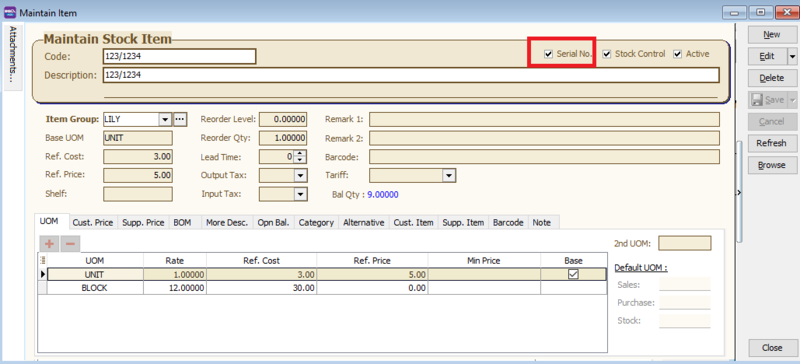 Maintain Item
Attachments...
Maintain Stock Item
Code: 123/1234
Serial No. Stock Control Active
Description: 123/1234
Item Group: LILY Reorder Level: 0.00000 Remark 1:
Base UOM UNIT Reorder Qty: 1.00000 Remark 2:
Ref. Cost: 3.00 Lead Time: 0 Barcode:
Ref. Price: 5.00 Output Tax: Tariff:
Shelf: Input Tax: Bal Qty : 9.00000
UOM Cust. Price Supp. Price BOM More Desc. Opn Bal. Category Alternative Cust. Item Supp. Item Barcode Note
UOM Rate Ref. Cost Ref. Price Min Price Base
UNIT 1.00000 3.00 5.00
BLOCK 12.00000 30.00 0.00
2nd UOM:
Default UOM :
Sales:
Purchase:
Stock:
New
Edit
Delete
Save
Cancel
Refresh
Browse
Close